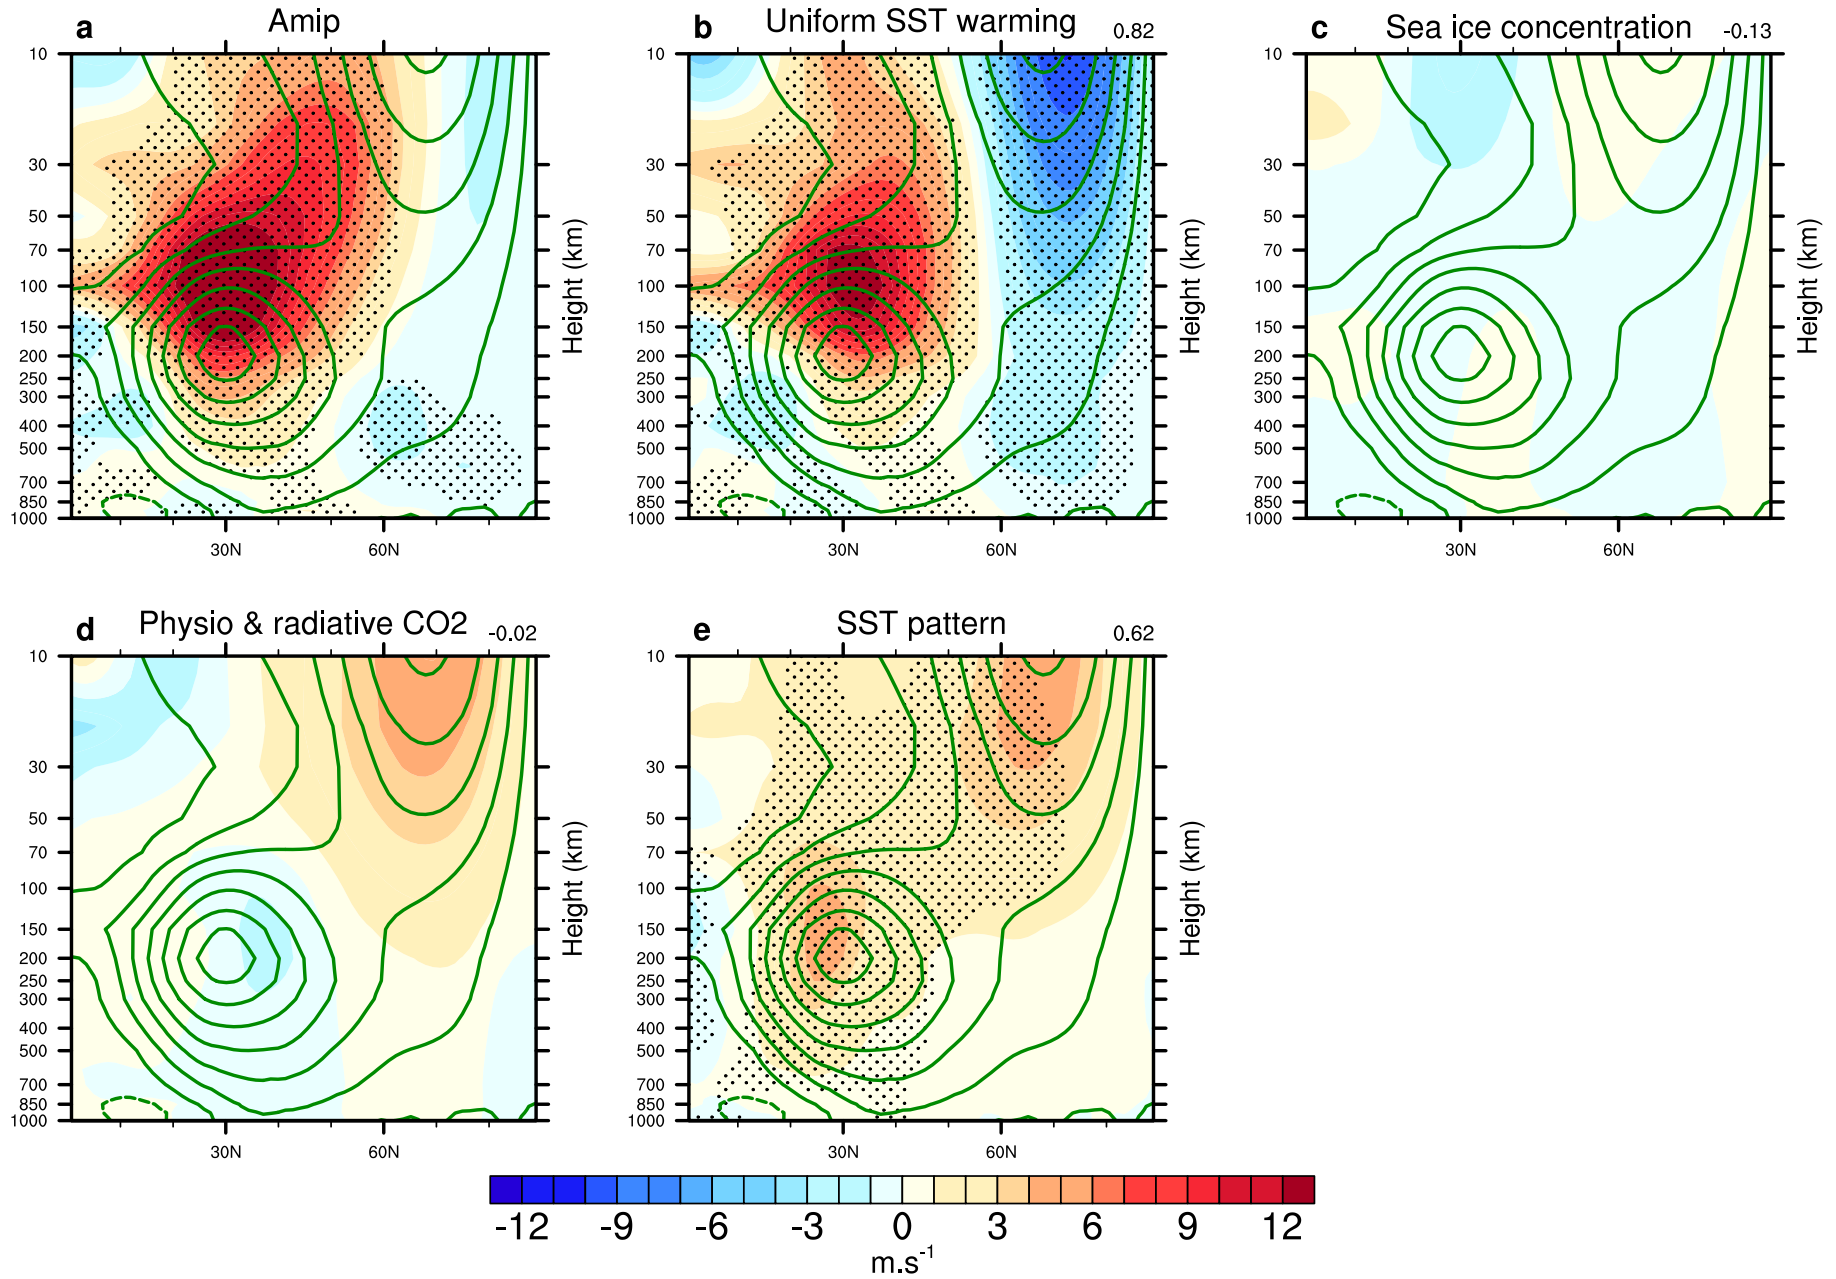 a Amip
b Uniform SST warming 0.82
c Sea ice concentration -0.13
10 10 10
30 30 30
50 50 50
70 70 70
100 100 100
150 150 150
200 200 200
250 250 250
300 300 300
400 400 400
500 500 500
700 700 700
850 850 850
1000 1000 1000
Height (km) Height (km) Height (km)
30N 60N 30N 60N 30N 60N
d Physio & radiative CO2 -0.02
e SST pattern 0.62
10 10
30 30
50 50
70 70
100 100
150 150
200 200
250 250
300 300
400 400
500 500
700 700
850 850
1000 1000
Height (km) Height (km)
30N 60N 30N 60N
-12 -9 -6 -3 0 3 6 9 12
m.s⁻¹